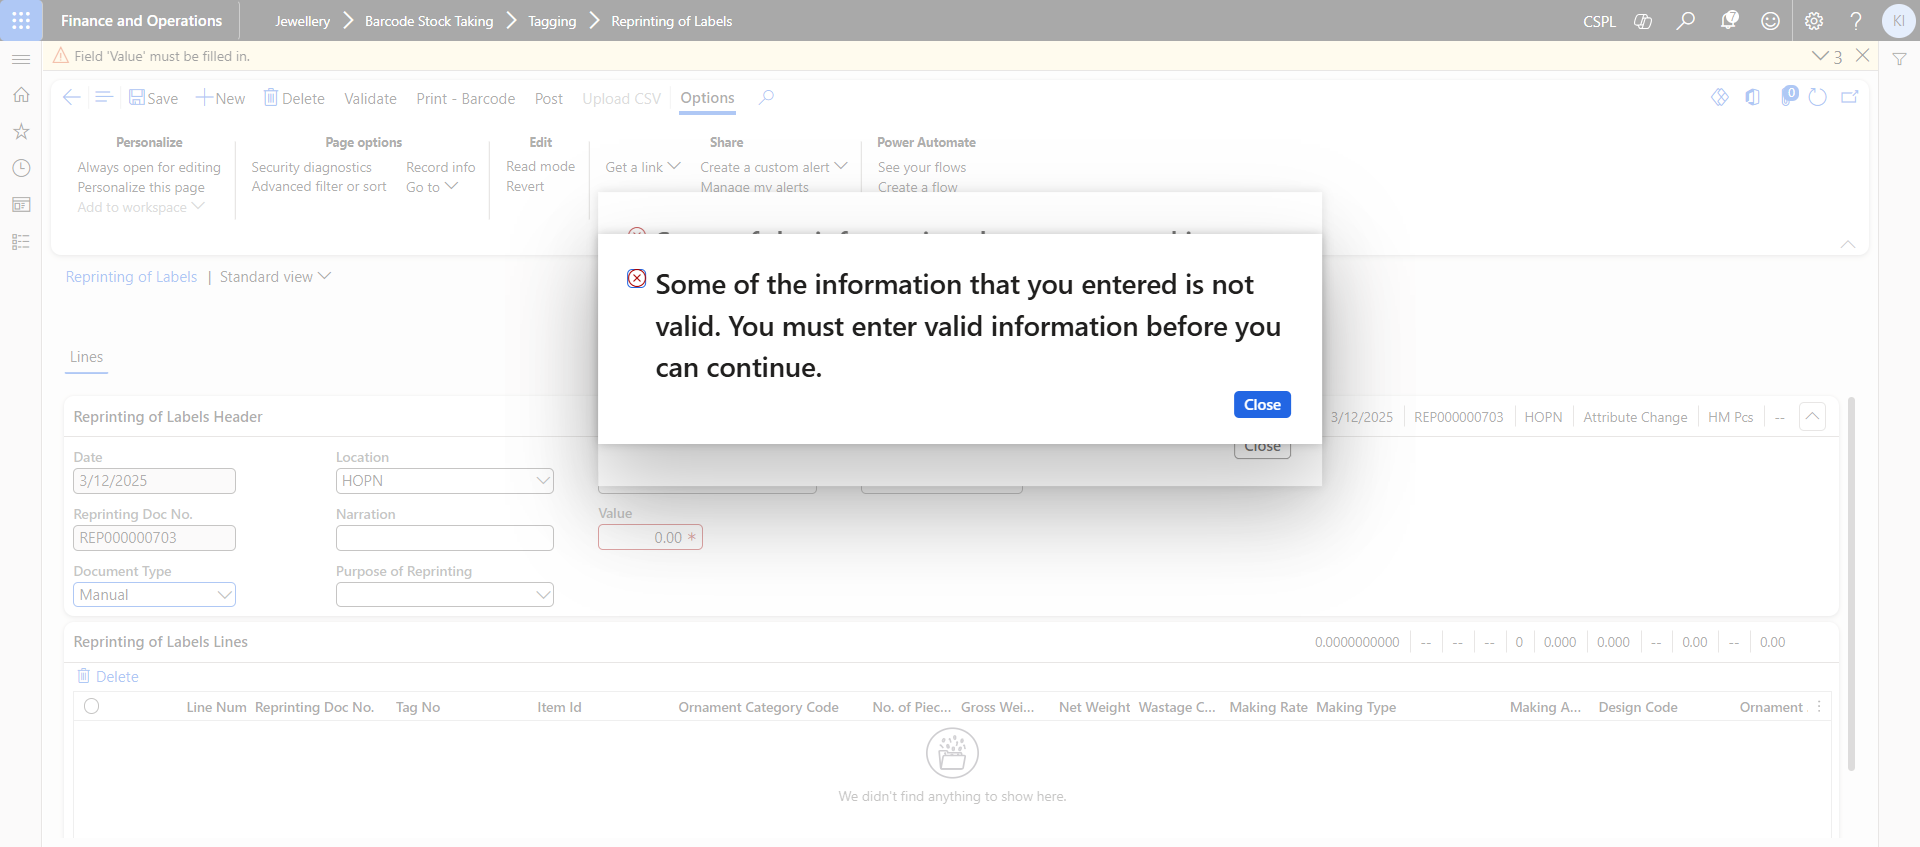 Finance and Operations
Jewellery
Barcode Stock Taking
Tagging
Reprinting of Labels
CSPL
7
KI
Field 'Value' must be filled in.
3
Save
New
Delete
Validate
Print - Barcode
Post
Upload CSV
Options
0
Personalize
Always open for editing
Personalize this page
Add to workspace
Page options
Security diagnostics
Advanced filter or sort
Record info
Go to
Edit
Read mode
Revert
Share
Get a link
Create a custom alert
Manage my alerts
Power Automate
See your flows
Create a flow
Reprinting of Labels | Standard view
Some of the information that you entered is not
valid. You must enter valid information before you
can continue.
Close
Close
Lines
Reprinting of Labels Header
3/12/2025
REP000000703
HOPN
Attribute Change
HM Pcs
--
Date
3/12/2025
Location
HOPN
Reprinting Doc No.
REP000000703
Narration
Value
0.00 *
Document Type
Manual
Purpose of Reprinting
Reprinting of Labels Lines
0.0000000000
--
--
--
0
0.000
0.000
--
0.00
--
0.00
Delete
Line Num
Reprinting Doc No.
Tag No
Item Id
Ornament Category Code
No. of Piec...
Gross Wei...
Net Weight
Wastage C...
Making Rate
Making Type
Making A...
Design Code
Ornament
We didn't find anything to show here.